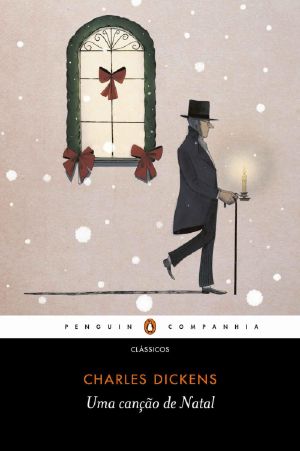 PENGUIN COMPANHIA
CLÁSSICOS
CHARLES DICKENS
Uma canção de Natal